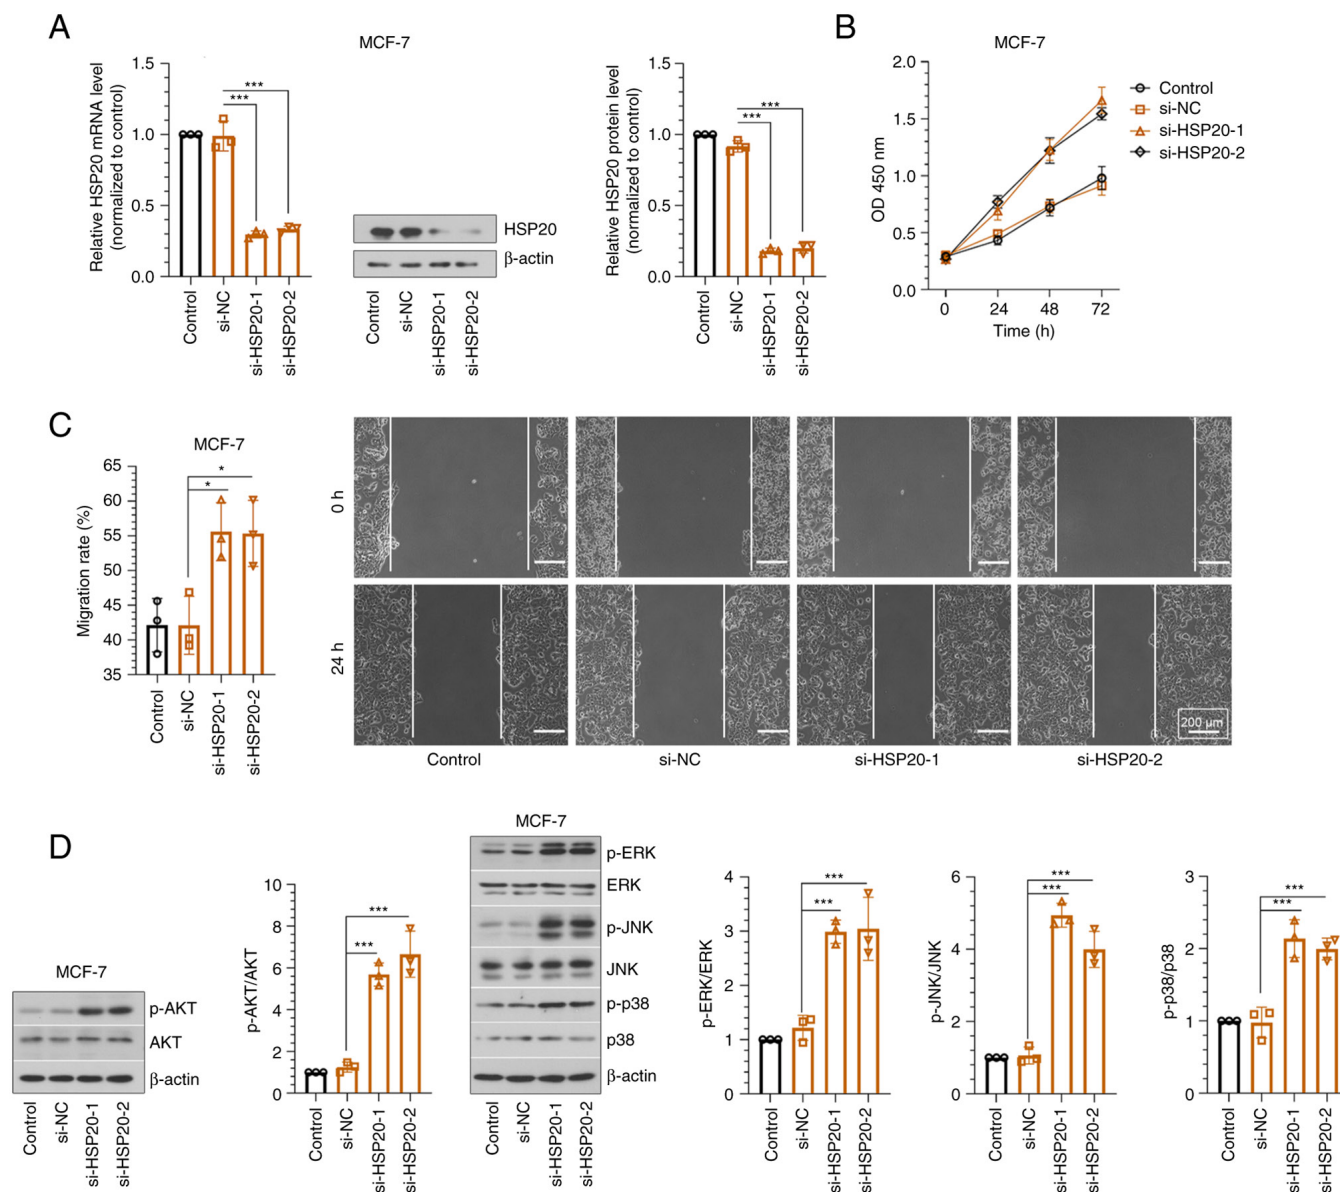 A
MCF-7
Relative HSP20 mRNA level
(normalized to control)
1.5
1.0
0.5
0.0
***
***
Control
si-NC
si-HSP20-1
si-HSP20-2
HSP20
β-actin
Control
si-NC
si-HSP20-1
si-HSP20-2
Relative HSP20 protein level
(normalized to control)
1.5
1.0
0.5
0.0
***
***
Control
si-NC
si-HSP20-1
si-HSP20-2
B
MCF-7
OD 450 nm
2.0
1.5
1.0
0.5
0.0
0 24 48 72
Time (h)
Control
si-NC
si-HSP20-1
si-HSP20-2
C
MCF-7
Migration rate (%)
65
60
55
50
45
40
35
*
*
Control
si-NC
si-HSP20-1
si-HSP20-2
0 h
24 h
200 μm
Control
si-NC
si-HSP20-1
si-HSP20-2
D
MCF-7
p-AKT
AKT
β-actin
Control
si-NC
si-HSP20-1
si-HSP20-2
p-AKT/AKT
10
8
6
4
2
0
***
***
Control
si-NC
si-HSP20-1
si-HSP20-2
MCF-7
p-ERK
ERK
p-JNK
JNK
p-p38
p38
β-actin
Control
si-NC
si-HSP20-1
si-HSP20-2
p-ERK/ERK
4
3
2
1
0
***
***
Control
si-NC
si-HSP20-1
si-HSP20-2
p-JNK/JNK
6
4
2
0
***
***
Control
si-NC
si-HSP20-1
si-HSP20-2
p-p38/p38
3
2
1
0
***
***
Control
si-NC
si-HSP20-1
si-HSP20-2